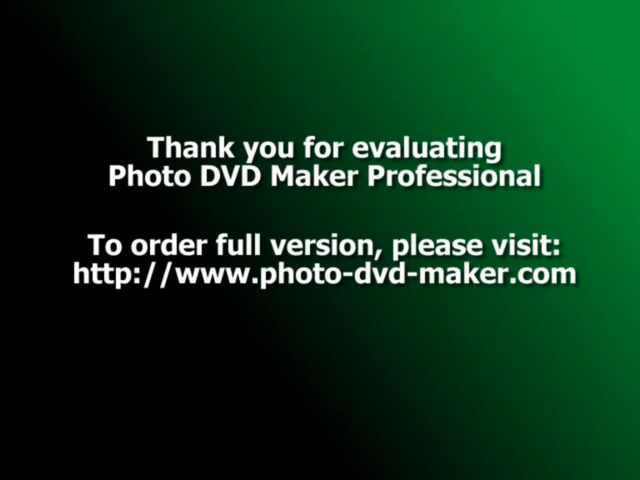 Thank you for evaluating
Photo DVD Maker Professional
To order full version, please visit:
http://www.photo-dvd-maker.com